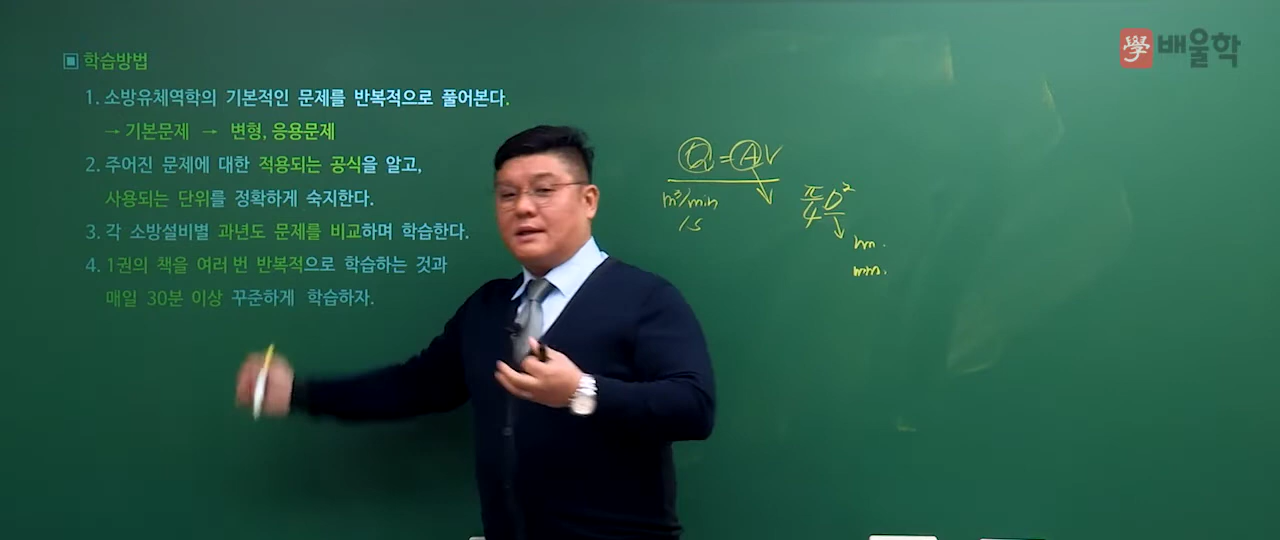 學 배울학
▣ 학습방법
1. 소방유체역학의 기본적인 문제를 반복적으로 풀어본다.
→ 기본문제 → 변형, 응용문제
2. 주어진 문제에 대한 적용되는 공식을 알고,
사용되는 단위를 정확하게 숙지한다.
3. 각 소방설비별 과년도 문제를 비교하며 학습한다.
4. 1권의 책을 여러 번 반복적으로 학습하는 것과
매일 30분 이상 꾸준하게 학습하자.
Q = AV
m³/min
/s
π/4 D²
m.
mm.